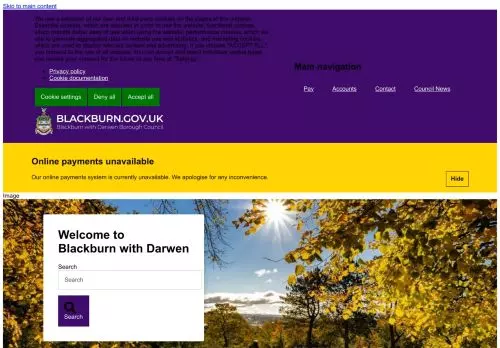 Skip to main content
We use a selection of our own and third-party cookies on the pages of this website:
Essential cookies, which are required in order to use the website; functional cookies,
which provide better easy of use when using the website; performance cookies, which we
use to generate aggregated data on website use and statistics; and marketing cookies,
which are used to display relevant content and advertising. If you choose "ACCEPT ALL",
you consent to the use of all cookies. You can accept and reject individual cookie types
and revoke your consent for the future at any time at "Settings".
Privacy policy
Cookie documentation
Cookie settings
Deny all
Accept all
Main navigation
Pay
Accounts
Contact
Council News
BLACKBURN.GOV.UK
Blackburn with Darwen Borough Council
Online payments unavailable
Our online payments system is currently unavailable. We apologise for any inconvenience.
Hide
Image
Welcome to
Blackburn with Darwen
Search
Search
Search